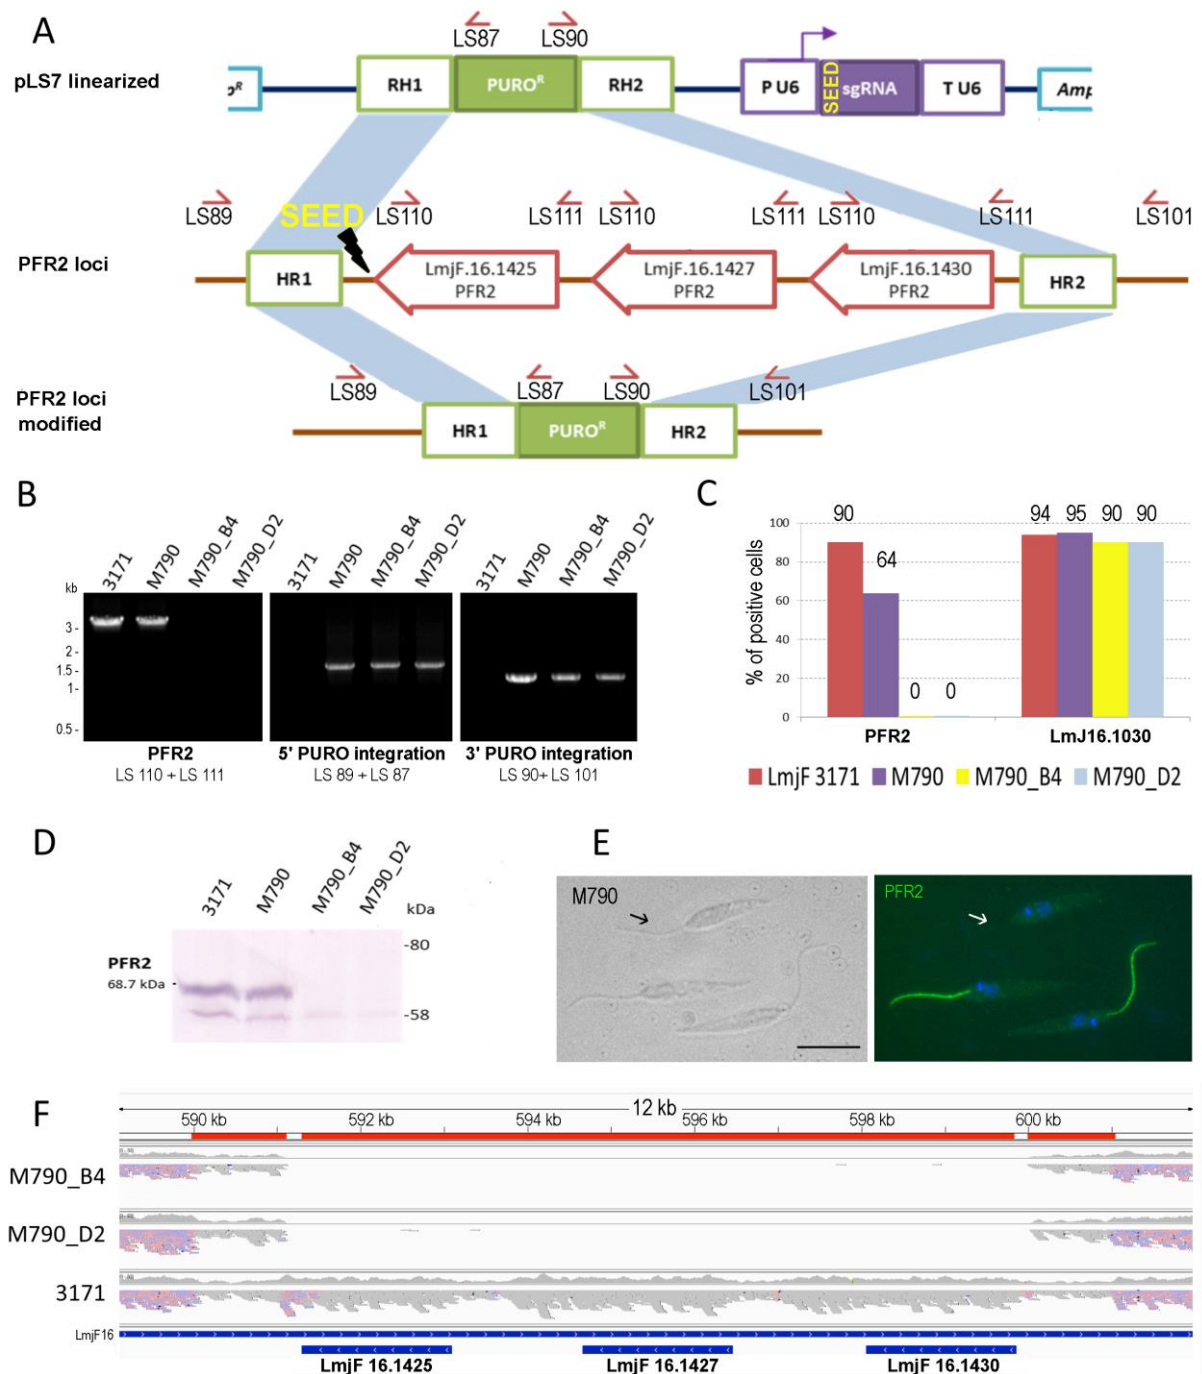 A
LS87 LS90
pLS7 linearized
RH1 PUROR RH2 P U6 SEED sgRNA T U6 Amp
LS89 SEED LS110 LS111 LS110 LS111 LS110 LS111 LS101
PFR2 loci
HR1 LmjF.16.1425 LmjF.16.1427 LmjF.16.1430 HR2
PFR2 PFR2 PFR2
PFR2 loci
modified
LS89 LS87 LS90 LS101
HR1 PUROR HR2
B
3171 M790 M790_B4 M790_D2 3171 M790 M790_B4 M790_D2 3171 M790 M790_B4 M790_D2
kb
3 -
2 -
1.5 -
1 -
0.5 -
PFR2 5' PURO integration 3' PURO integration
LS 110 + LS 111 LS 89 + LS 87 LS 90+ LS 101
C
% of positive cells
100
80
60
40
20
0
90 64 0 0 94 95 90 90
PFR2 LmJ16.1030
LmjF 3171 M790 M790_B4 M790_D2
D
3171 M790 M790_B4 M790_D2
kDa
-80
PFR2
68.7 kDa -
-58
E
M790 PFR2
F
12 kb
590 kb 592 kb 594 kb 596 kb 598 kb 600 kb
M790_B4
M790_D2
3171
LmjF16
LmjF 16.1425 LmjF 16.1427 LmjF 16.1430